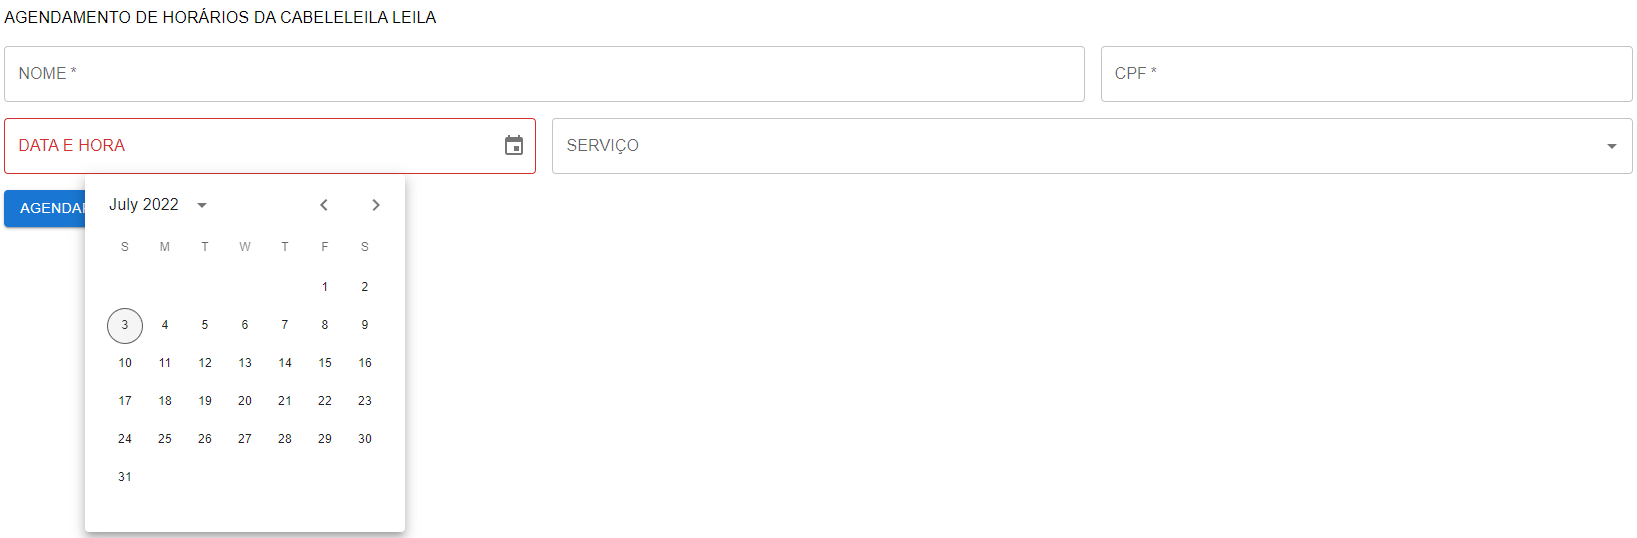 AGENDAMENTO DE HORÁRIOS DA CABELELEILA LEILA
NOME *
CPF *
DATA E HORA
SERVIÇO
AGENDAR
July 2022
S M T W T F S
1 2
3 4 5 6 7 8 9
10 11 12 13 14 15 16
17 18 19 20 21 22 23
24 25 26 27 28 29 30
31